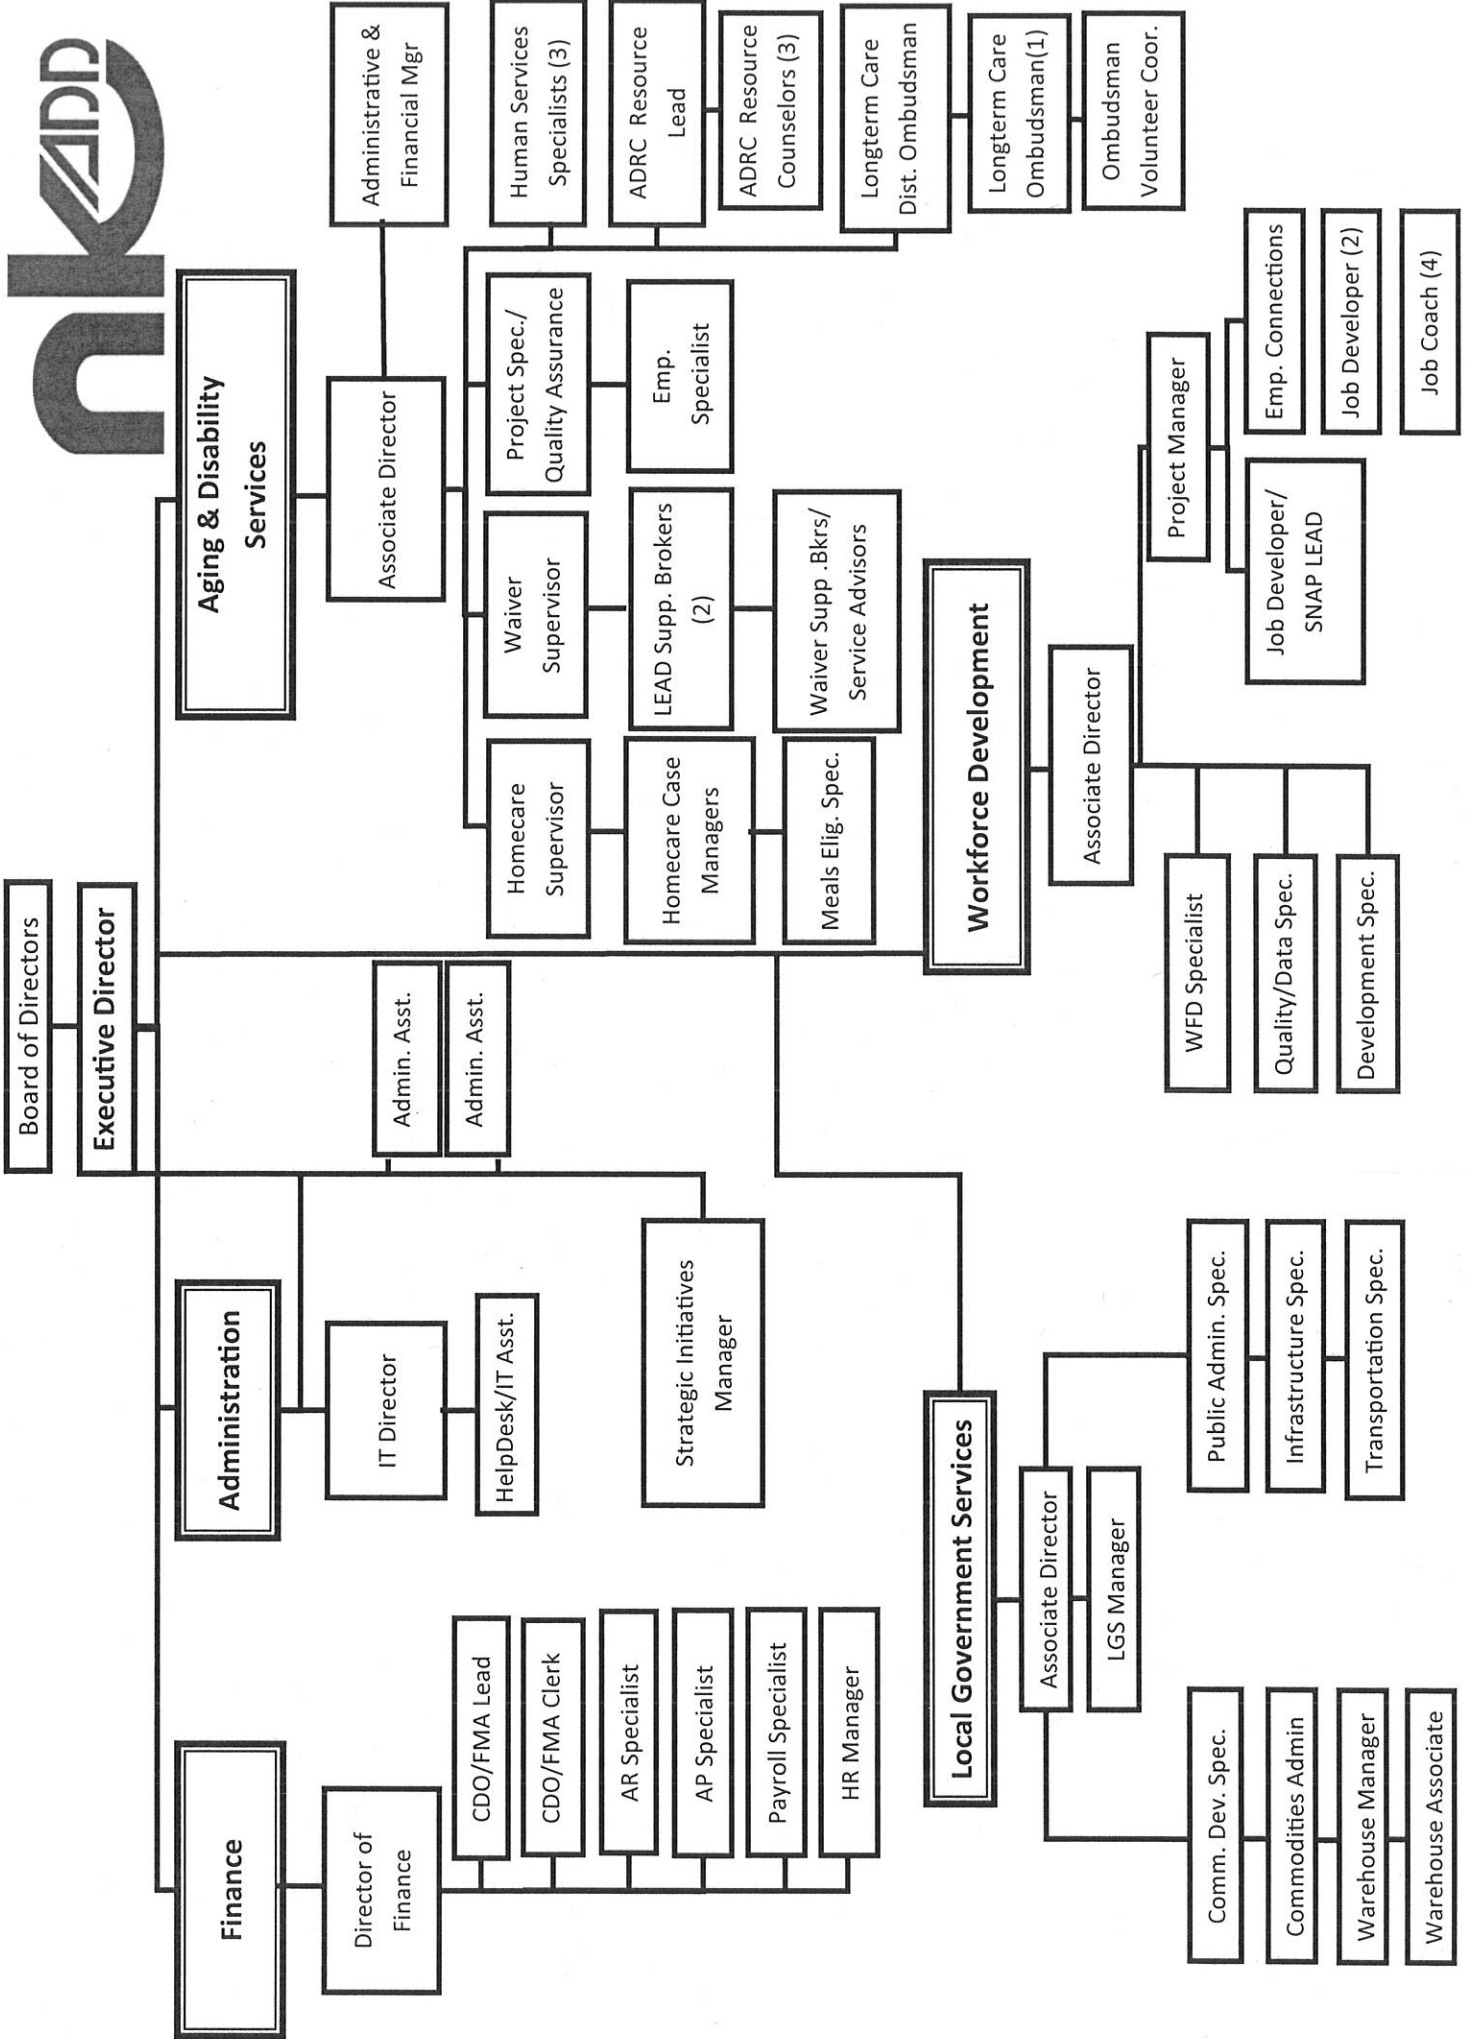 nkADD
Board of Directors
Executive Director
Finance
Director of
Finance
CDO/FMA Lead
CDO/FMA Clerk
AR Specialist
AP Specialist
Payroll Specialist
HR Manager
Administration
IT Director
HelpDesk/IT Asst.
Admin. Asst.
Admin. Asst.
Strategic Initiatives
Manager
Aging & Disability
Services
Associate Director
Administrative &
Financial Mgr
Homecare
Supervisor
Homecare Case
Managers
Meals Elig. Spec.
Waiver
Supervisor
LEAD Supp. Brokers
(2)
Waiver Supp .Bkrs/
Service Advisors
Project Spec./
Quality Assurance
Emp.
Specialist
Human Services
Specialists (3)
ADRC Resource
Lead
ADRC Resource
Counselors (3)
Longterm Care
Dist. Ombudsman
Longterm Care
Ombudsman(1)
Ombudsman
Volunteer Coor.
Local Government Services
Associate Director
LGS Manager
Comm. Dev. Spec.
Commodities Admin
Warehouse Manager
Warehouse Associate
Public Admin. Spec.
Infrastructure Spec.
Transportation Spec.
Workforce Development
Associate Director
WFD Specialist
Quality/Data Spec.
Development Spec.
Project Manager
Job Developer/
SNAP LEAD
Emp. Connections
Job Developer (2)
Job Coach (4)